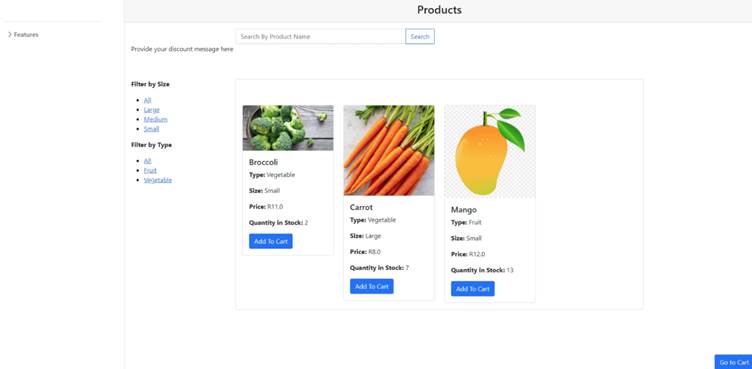 Products
Features
Search By Product Name
Search
Provide your discount message here
Filter by Size
All
Large
Medium
Small
Filter by Type
All
Fruit
Vegetable
Broccoli
Type: Vegetable
Size: Small
Price: R11.0
Quantity in Stock: 2
Add To Cart
Carrot
Type: Vegetable
Size: Large
Price: R8.0
Quantity in Stock: 7
Add To Cart
Mango
Type: Fruit
Size: Small
Price: R12.0
Quantity in Stock: 13
Add To Cart
Go to Cart